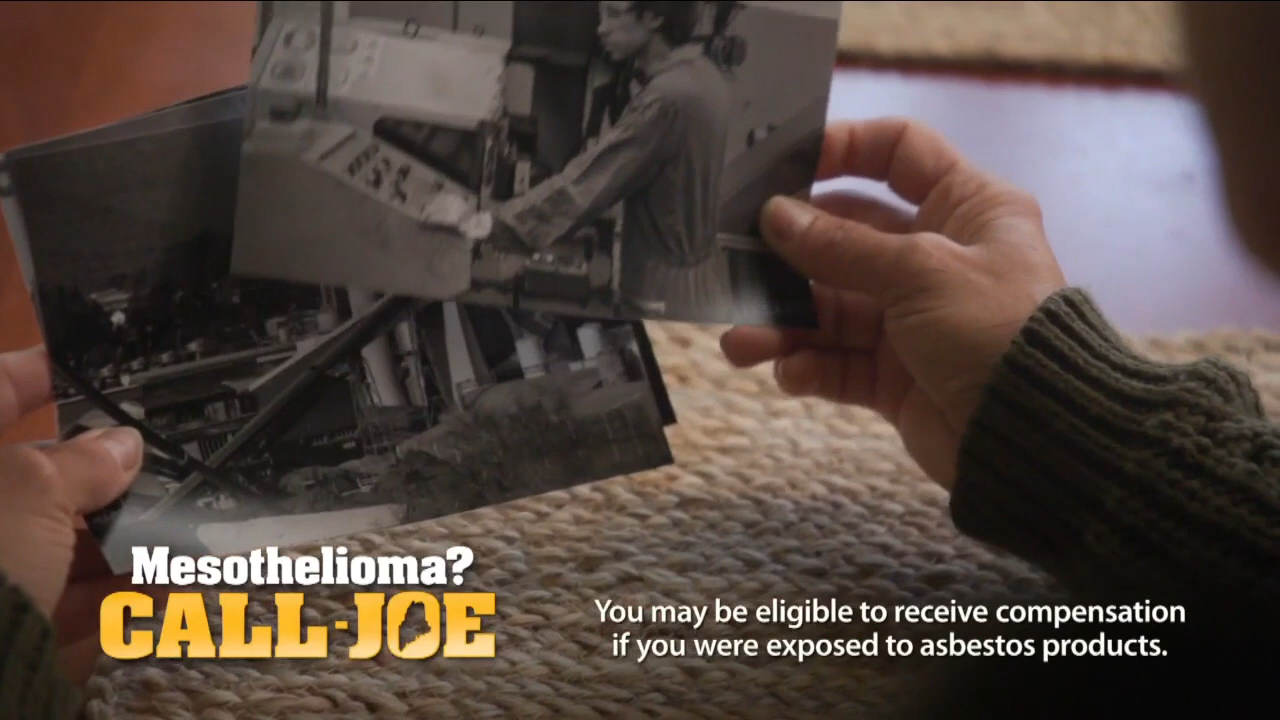 Mesothelioma?
CALL-JOE
You may be eligible to receive compensation
if you were exposed to asbestos products.